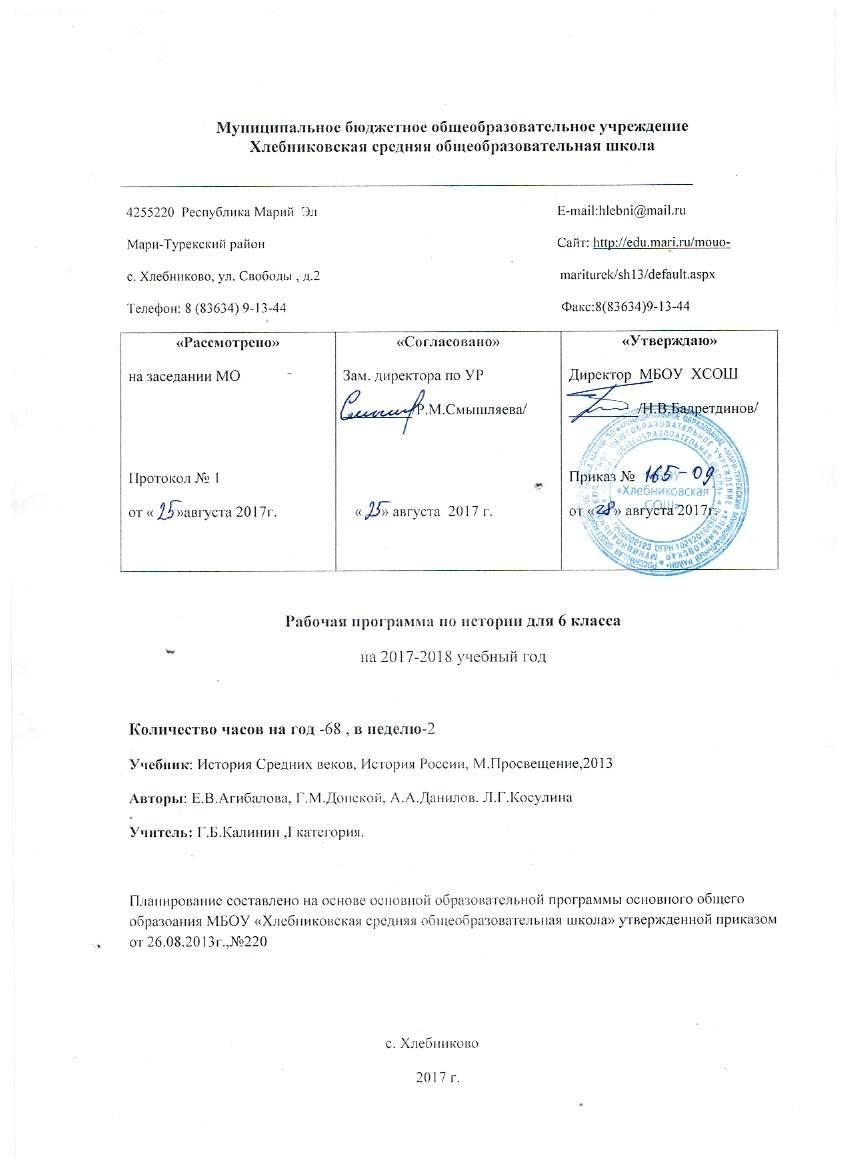 Муниципальное бюджетное общеобразовательное учреждение
Хлебниковская средняя общеобразовательная школа
4255220 Республика Марий Эл
E-mail:hlebni@mail.ru
Мари-Турекский район
Сайт: http://edu.mari.ru/mouo-
с. Хлебниково, ул. Свободы , д.2
mariturek/sh13/default.aspx
Телефон: 8 (83634) 9-13-44
Факс:8(83634)9-13-44
«Рассмотрено»
на заседании МО
Протокол № 1
от « 25 »августа 2017г.
«Согласовано»
Зам. директора по УР
/Р.М.Смышляева/
« 25 » августа 2017 г.
«Утверждаю»
Директор МБОУ ХСОШ
/Н.В.Бадретдинов/
Приказ № 165-09
«Хлебниковская
СОШ»
от « 28 » августа 2017г.
Рабочая программа по истории для 6 класса
на 2017-2018 учебный год
Количество часов на год -68 , в неделю-2
Учебник: История Средних веков, История России, М.Просвещение,2013
Авторы: Е.В.Агибалова, Г.М.Донской, А.А.Данилов. Л.Г.Косулина
Учитель: Г.Б.Калинин ,I категория.
Планирование составлено на основе основной образовательной программы основного общего
образоания МБОУ «Хлебниковская средняя общеобразовательная школа» утвержденной приказом
от 26.08.2013г.,№220
с. Хлебниково
2017 г.